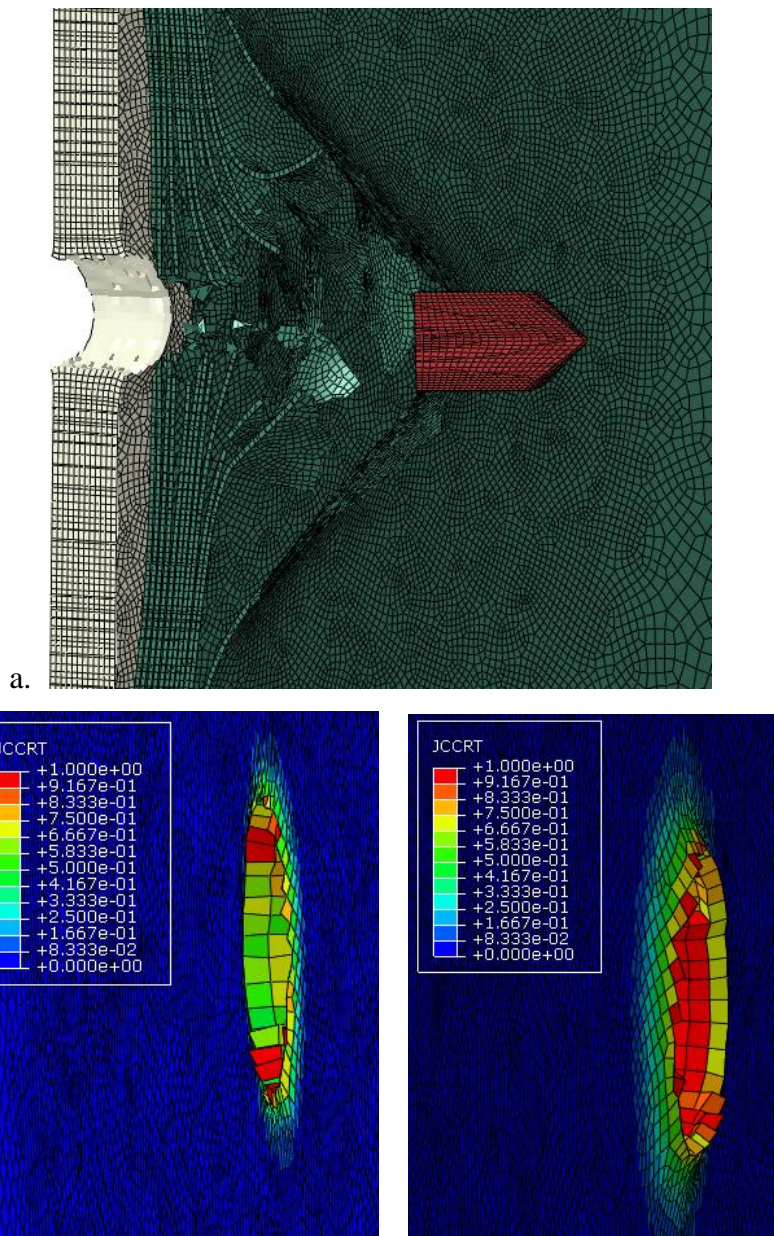 a.
JCCRT
+1.000e+00
+9.167e-01
+8.333e-01
+7.500e-01
+6.667e-01
+5.833e-01
+5.000e-01
+4.167e-01
+3.333e-01
+2.500e-01
+1.667e-01
+8.333e-02
+0.000e+00
JCCRT
+1.000e+00
+9.167e-01
+8.333e-01
+7.500e-01
+6.667e-01
+5.833e-01
+5.000e-01
+4.167e-01
+3.333e-01
+2.500e-01
+1.667e-01
+8.333e-02
+0.000e+00